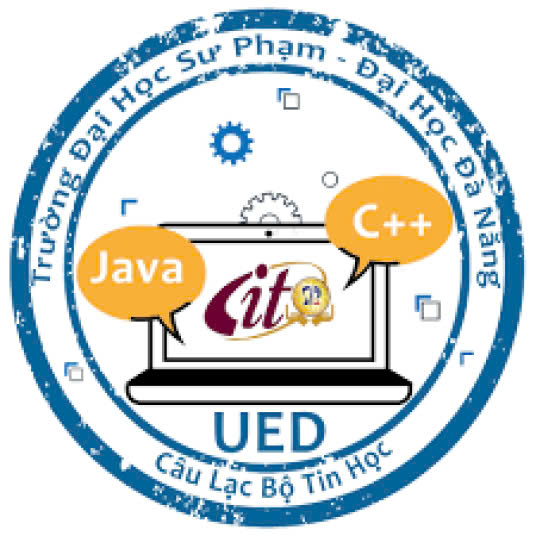 Trường Đại Học Sư Phạm - Đại Học Đà Nẵng
C++
Java
cit
UED
Câu Lạc Bộ Tin Học